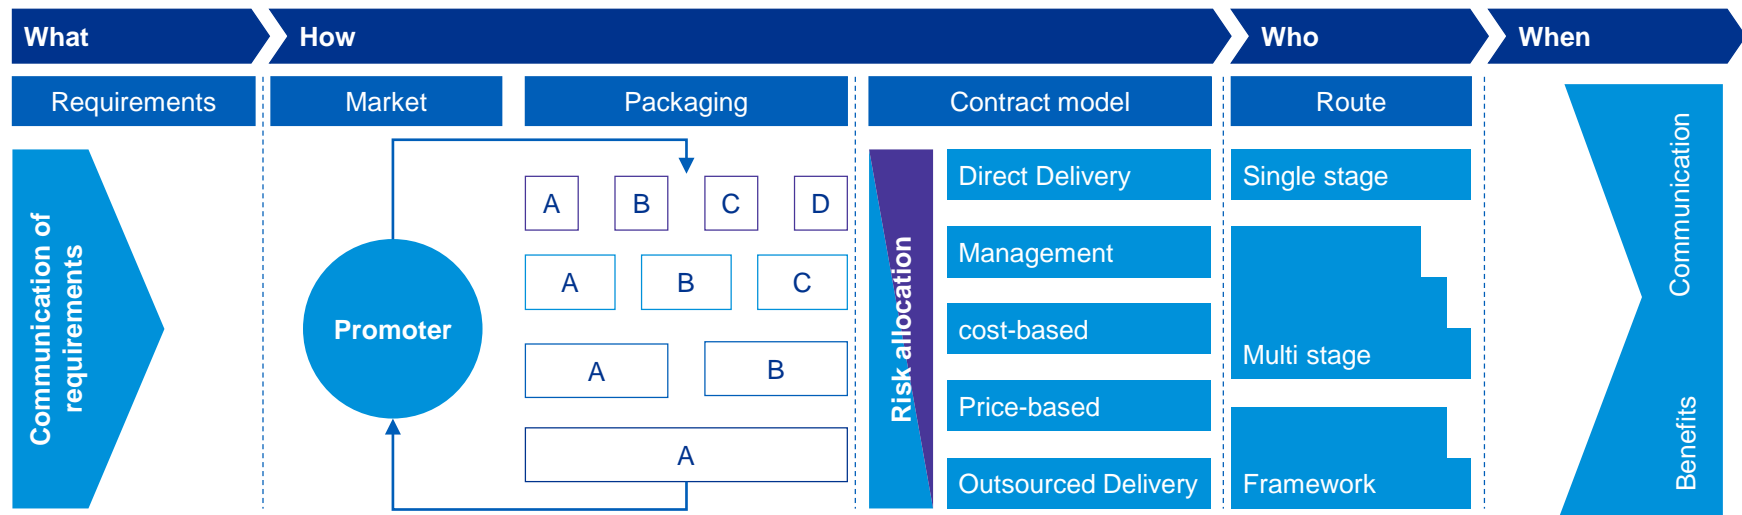 What
How
Who
When
Requirements
Market
Packaging
Contract model
Route
Communication of
requirements
Promoter
A
B
C
D
A
B
C
A
B
A
Risk allocation
Direct Delivery
Management
cost-based
Price-based
Outsourced Delivery
Single stage
Multi stage
Framework
Communication
Benefits